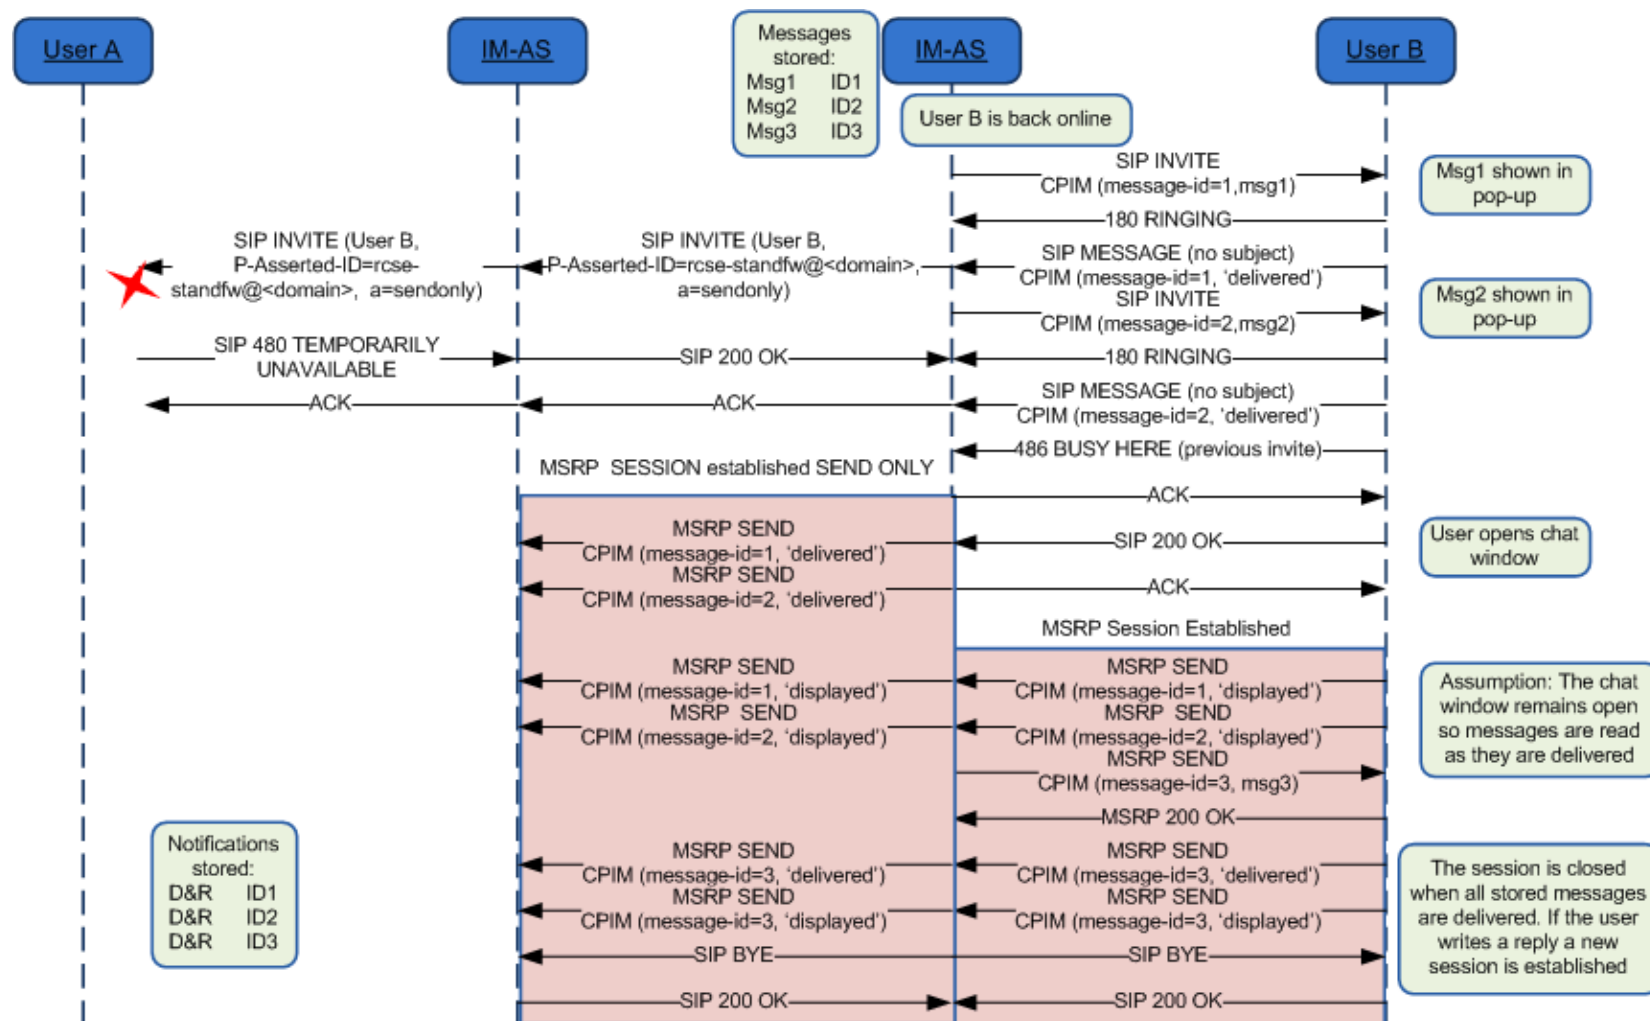 User A
IM-AS
Messages
stored:
Msg1 ID1
Msg2 ID2
Msg3 ID3
IM-AS
User B
User B is back online
SIP INVITE
CPIM (message-id=1,msg1)
Msg1 shown in
pop-up
180 RINGING
SIP INVITE (User B,
P-Asserted-ID=rcse-
standfw@<domain>, a=sendonly)
SIP INVITE (User B,
P-Asserted-ID=rcse-standfw@<domain>,
a=sendonly)
SIP MESSAGE (no subject)
CPIM (message-id=1, ‘delivered’)
SIP INVITE
CPIM (message-id=2,msg2)
Msg2 shown in
pop-up
SIP 480 TEMPORARILY
UNAVAILABLE
SIP 200 OK
180 RINGING
ACK
ACK
SIP MESSAGE (no subject)
CPIM (message-id=2, ‘delivered’)
486 BUSY HERE (previous invite)
MSRP SESSION established SEND ONLY
ACK
MSRP SEND
CPIM (message-id=1, ‘delivered’)
SIP 200 OK
User opens chat
window
MSRP SEND
CPIM (message-id=2, ‘delivered’)
ACK
MSRP Session Established
MSRP SEND
CPIM (message-id=1, ‘displayed’)
MSRP SEND
CPIM (message-id=1, ‘displayed’)
MSRP SEND
CPIM (message-id=2, ‘displayed’)
MSRP SEND
CPIM (message-id=2, ‘displayed’)
Assumption: The chat
window remains open
so messages are read
as they are delivered
MSRP SEND
CPIM (message-id=3, msg3)
MSRP 200 OK
Notifications
stored:
D&R ID1
D&R ID2
D&R ID3
MSRP SEND
CPIM (message-id=3, ‘delivered’)
MSRP SEND
CPIM (message-id=3, ‘delivered’)
MSRP SEND
CPIM (message-id=3, ‘displayed’)
MSRP SEND
CPIM (message-id=3, ‘displayed’)
The session is closed
when all stored messages
are delivered. If the user
writes a reply a new
session is established
SIP BYE
SIP BYE
SIP 200 OK
SIP 200 OK